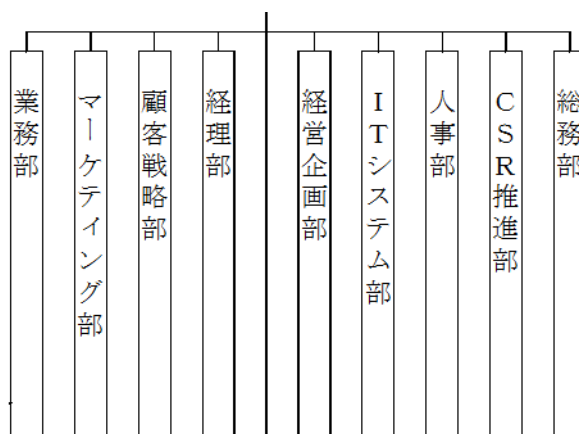 業務部
マーケティング部
顧客戦略部
経理部
経営企画部
ITシステム部
人事部
CSR推進部
総務部